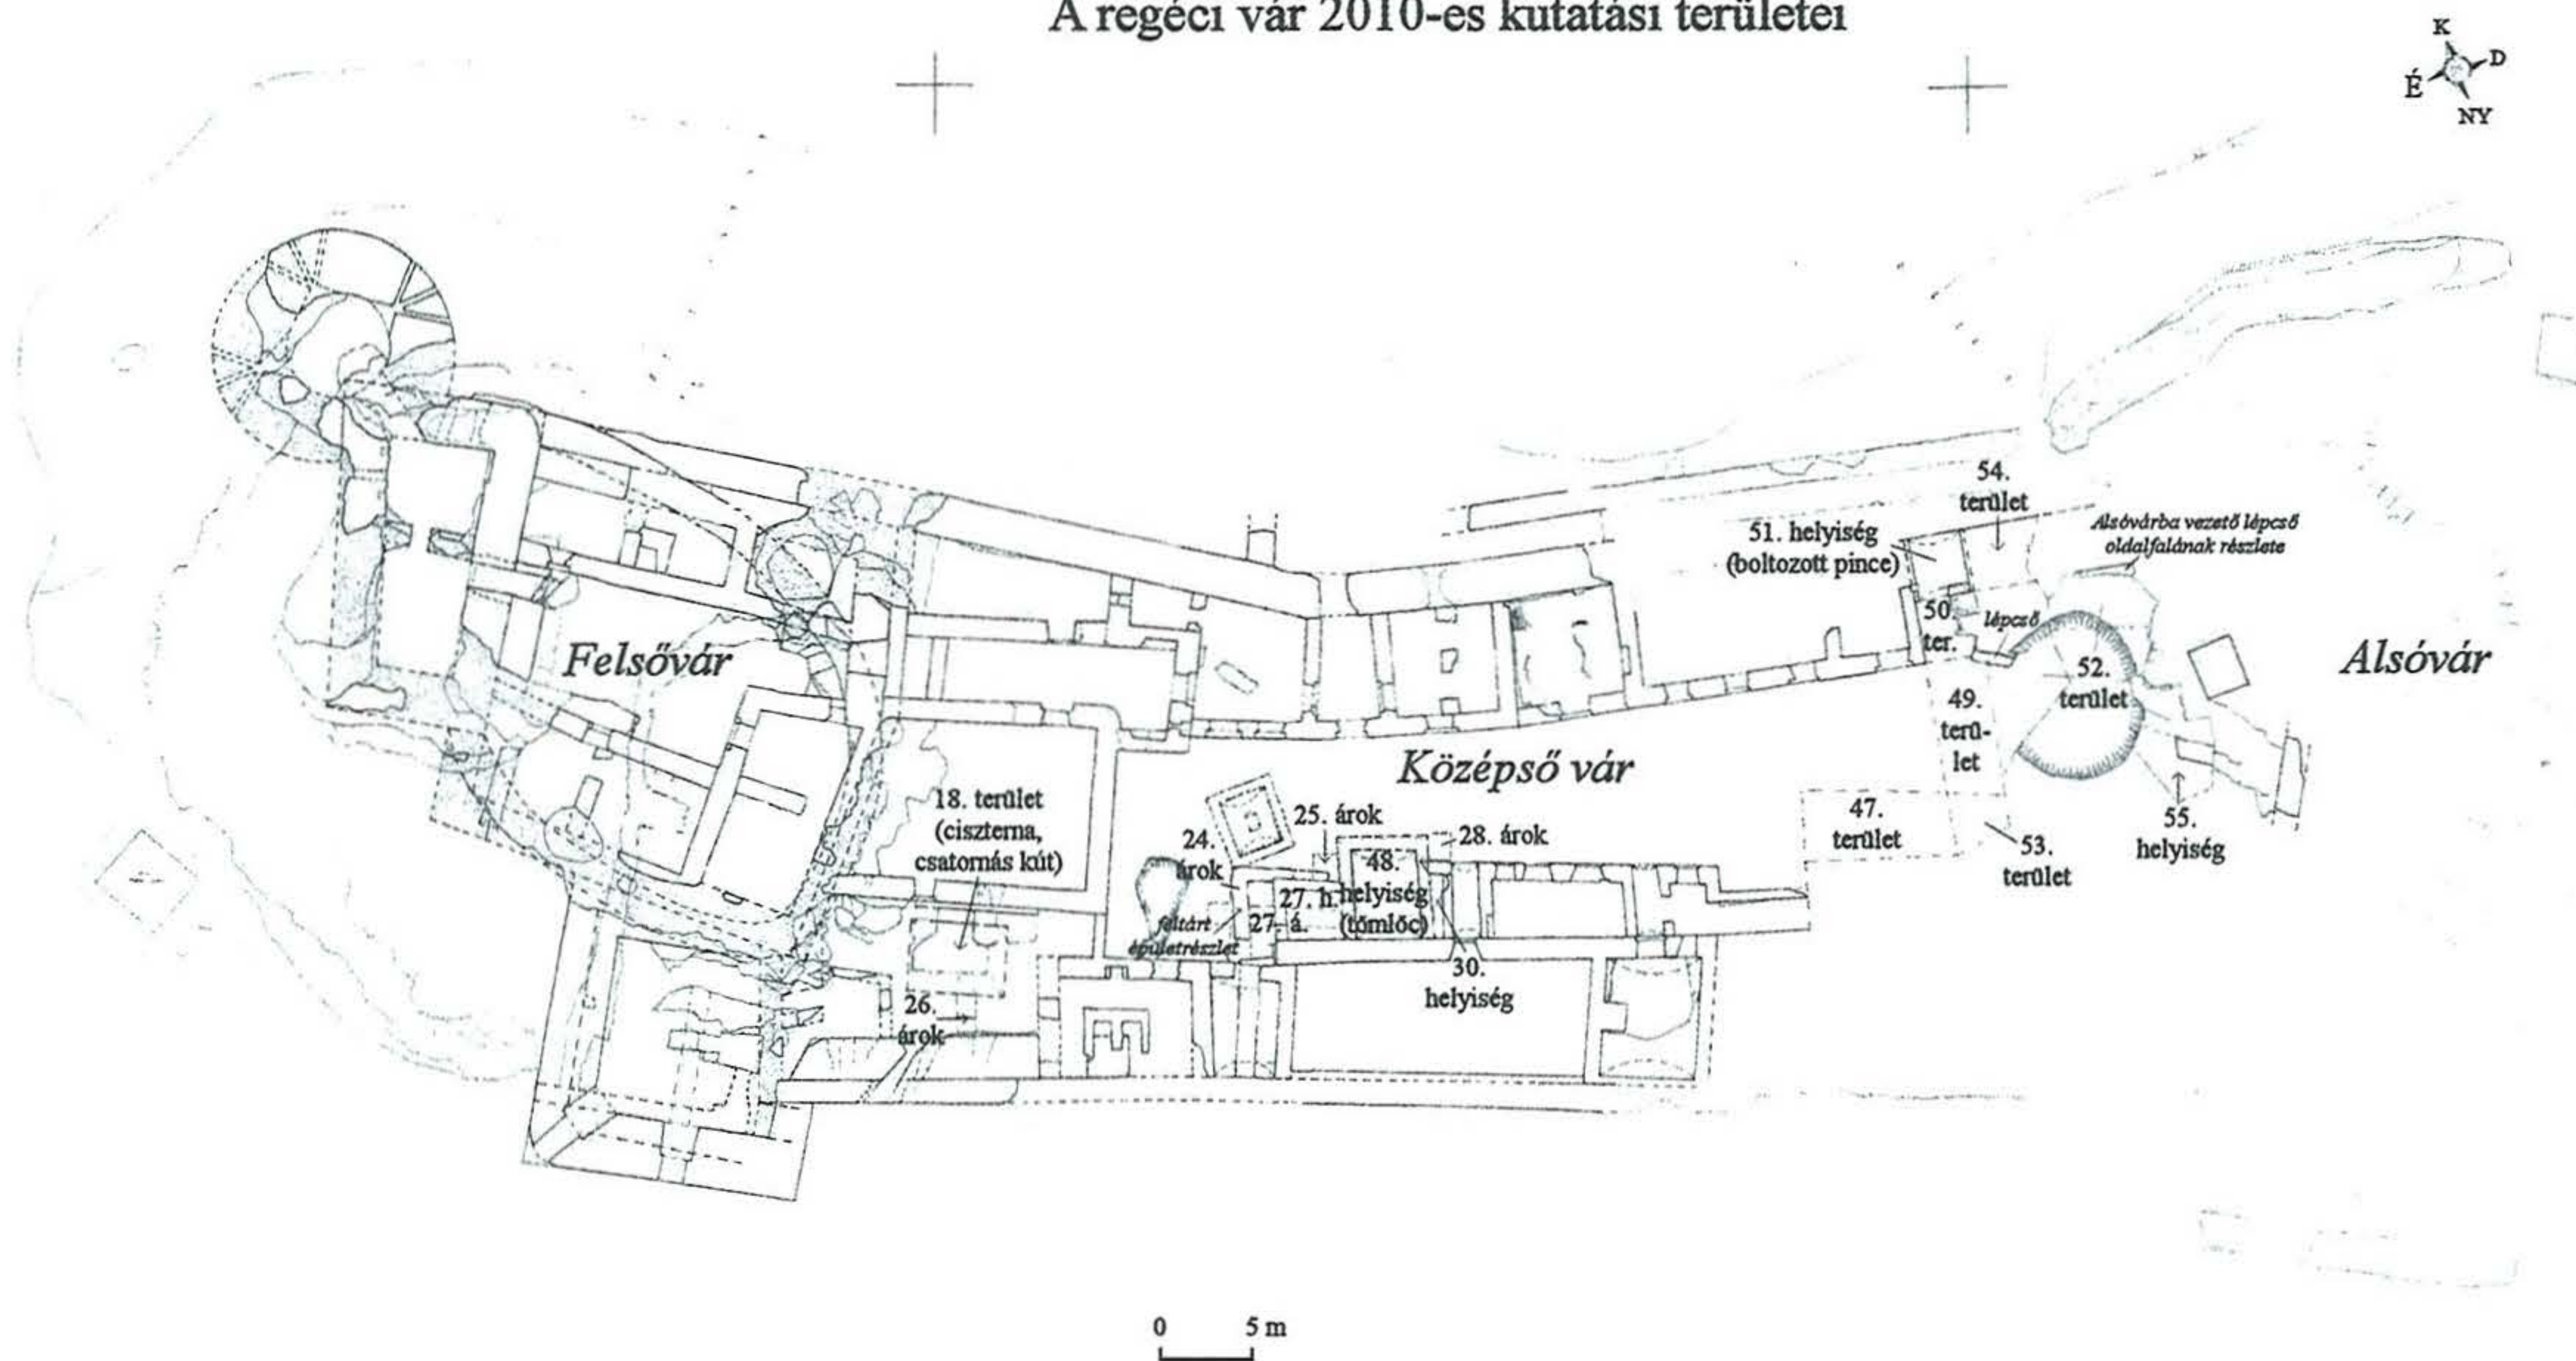 A regéci vár 2010-es kutatási területei
K
D
É
NY
54.
terület
51. helyiség
(boltozott pince)
Alsóvárba vezető lépcső
oldalfalának részlete
50.
ter.
lépcső
Felsővár
52.
terület
Alsóvár
49.
terü-
let
Középső vár
18. terület
(ciszterna,
csatornás kút)
25. árok
24.
árok
28. árok
47.
terület
53.
terület
55.
helyiség
48.
helyiség
(tömlöc)
27. h.
27. á.
feltárt
épületrészlet
30.
helyiség
26.
árok
0 5 m